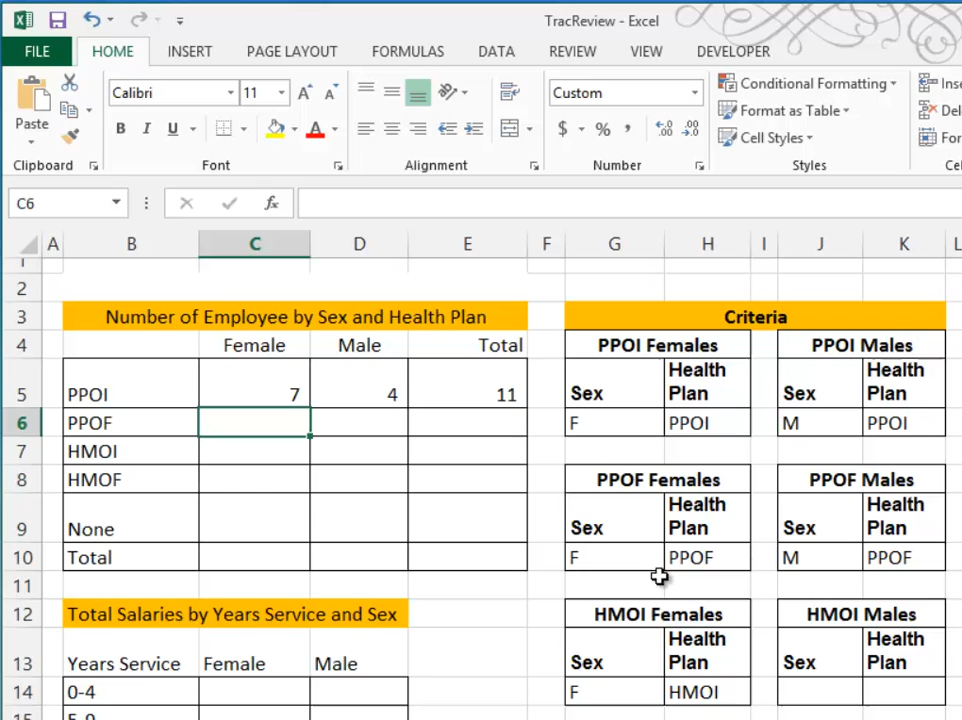 TracReview - Excel
FILE HOME INSERT PAGE LAYOUT FORMULAS DATA REVIEW VIEW DEVELOPER
Calibri 11 Custom Conditional Formatting
Paste Format as Table
B I U A $ % , Cell Styles
Clipboard Font Alignment Number Styles
C6 fx
A B C D E F G H I J K L
1
2
3 Number of Employee by Sex and Health Plan Criteria
4 Female Male Total PPOI Females PPOI Males
5 PPOI 7 4 11 Sex Health Plan Sex Health Plan
6 PPOF F PPOI M PPOI
7 HMOI
8 HMOF PPOF Females PPOF Males
9 None Sex Health Plan Sex Health Plan
10 Total F PPOF M PPOF
11
12 Total Salaries by Years Service and Sex HMOI Females HMOI Males
13 Years Service Female Male Sex Health Plan Sex Health Plan
14 0-4 F HMOI
15 5-9